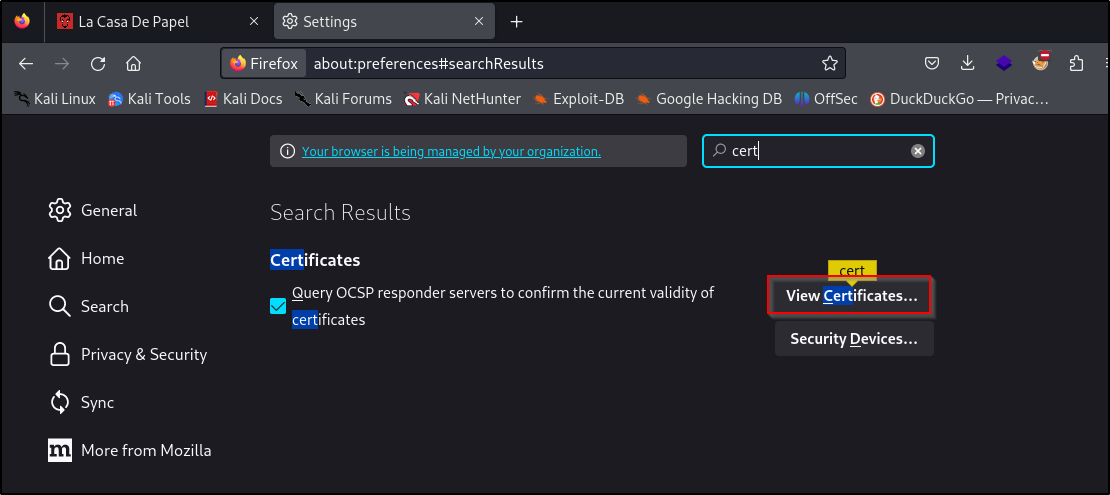 La Casa De Papel
Settings
Firefox about:preferences#searchResults
Kali Linux Kali Tools Kali Docs Kali Forums Kali NetHunter Exploit-DB Google Hacking DB OffSec DuckDuckGo — Privac…
Your browser is being managed by your organization.
cert
General
Home
Search
Privacy & Security
Sync
m More from Mozilla
Search Results
Certificates
Query OCSP responder servers to confirm the current validity of
certificates
cert
View Certificates…
Security Devices…